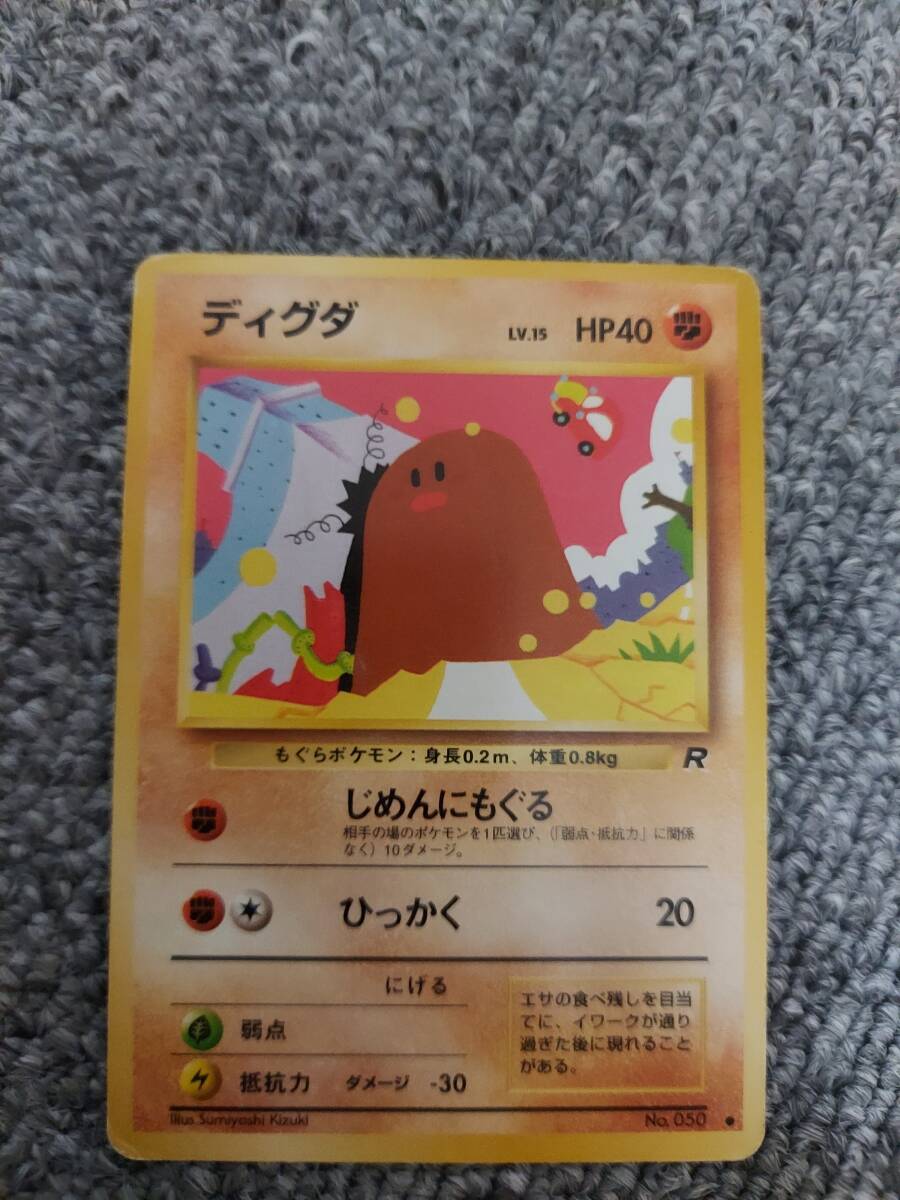 ディグダ LV.15 HP40
もぐらポケモン：身長0.2m、体重0.8kg R
じめんにもぐる
相手の場のポケモンを1匹選び、（「弱点・抵抗力」に関係
なく）10ダメージ。
ひっかく 20
にげる
弱点
抵抗力 ダメージ -30
エサの食べ残しを目当
てに、イワークが通り
過ぎた後に現れること
がある。
Illus. Sumiyoshi Kizuki No. 050